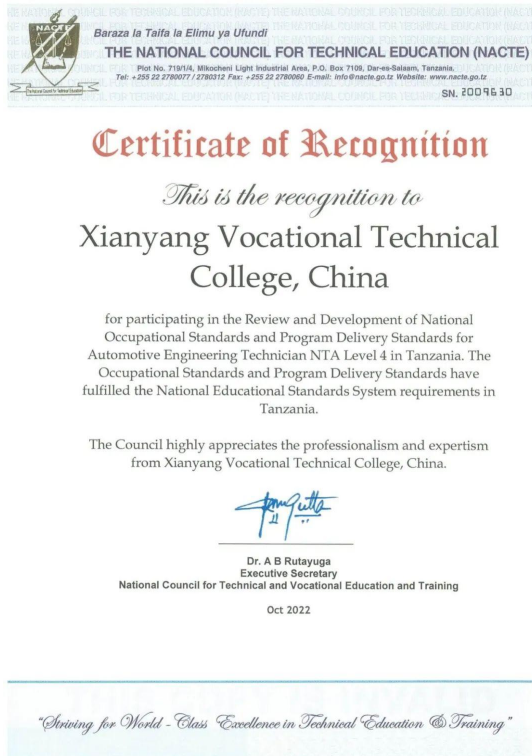 NACTE
Baraza la Taifa la Elimu ya Ufundi
THE NATIONAL COUNCIL FOR TECHNICAL EDUCATION (NACTE)
Plot No. 719/1/4, Mikocheni Light Industrial Area, P.O. Box 7109, Dar-es-Salaam, Tanzania.
Tel: +255 22 2780077 / 2780312 Fax: +255 22 2780060 E-mail: info@nacte.go.tz Website: www.nacte.go.tz
SN. 2009630
Certificate of Recognition
This is the recognition to
Xianyang Vocational Technical
College, China
for participating in the Review and Development of National
Occupational Standards and Program Delivery Standards for
Automotive Engineering Technician NTA Level 4 in Tanzania. The
Occupational Standards and Program Delivery Standards have
fulfilled the National Educational Standards System requirements in
Tanzania.
The Council highly appreciates the professionalism and expertism
from Xianyang Vocational Technical College, China.
Dr. A B Rutayuga
Executive Secretary
National Council for Technical and Vocational Education and Training
Oct 2022
"Striving for World - Class Excellence in Technical Education & Training"